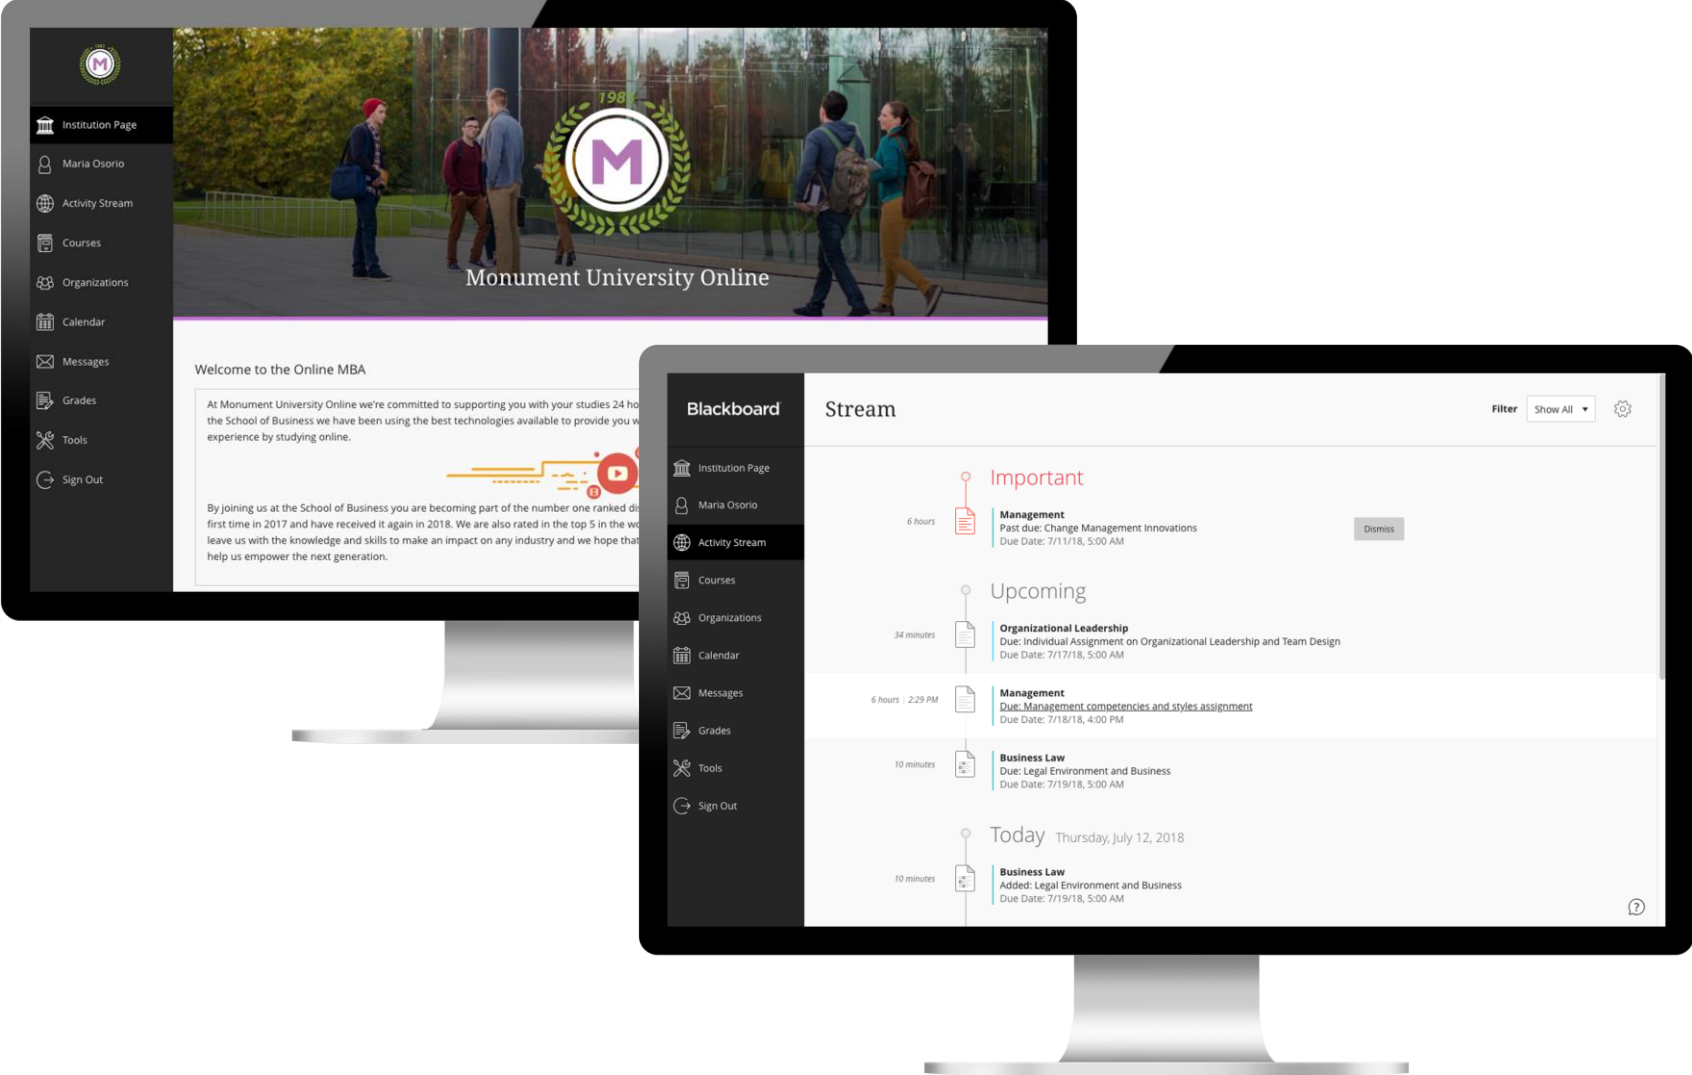 1987
M
Institution Page
Maria Osorio
Activity Stream
Courses
Organizations
Calendar
Messages
Grades
Tools
Sign Out
198
M
Monument University Online
Welcome to the Online MBA
At Monument University Online we're committed to supporting you with your studies 24 ho
the School of Business we have been using the best technologies available to provide you w
experience by studying online.
By joining us at the School of Business you are becoming part of the number one ranked dis
first time in 2017 and have received it again in 2018. We are also rated in the top 5 in the wo
leave us with the knowledge and skills to make an impact on any industry and we hope that
help us empower the next generation.
Blackboard
Institution Page
Maria Osorio
Activity Stream
Courses
Organizations
Calendar
Messages
Grades
Tools
Sign Out
Stream
Filter Show All
Important
6 hours
Management
Past due: Change Management Innovations
Due Date: 7/11/18, 5:00 AM
Dismiss
Upcoming
34 minutes
Organizational Leadership
Due: Individual Assignment on Organizational Leadership and Team Design
Due Date: 7/17/18, 5:00 AM
6 hours | 2:29 PM
Management
Due: Management competencies and styles assignment
Due Date: 7/18/18, 4:00 PM
10 minutes
Business Law
Due: Legal Environment and Business
Due Date: 7/19/18, 5:00 AM
Today Thursday, July 12, 2018
10 minutes
Business Law
Added: Legal Environment and Business
Due Date: 7/19/18, 5:00 AM
?